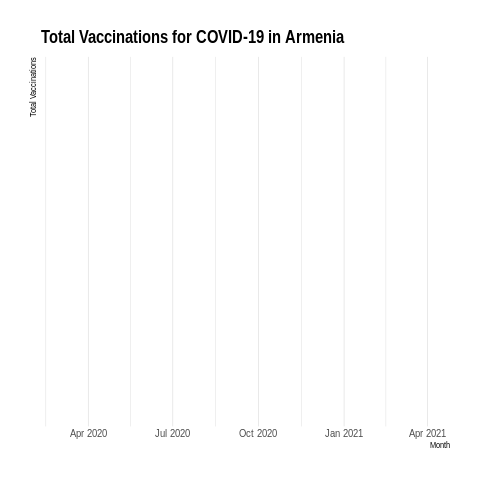 Total Vaccinations for COVID-19 in Armenia
Total Vaccinations
Apr 2020 Jul 2020 Oct 2020 Jan 2021 Apr 2021
Month